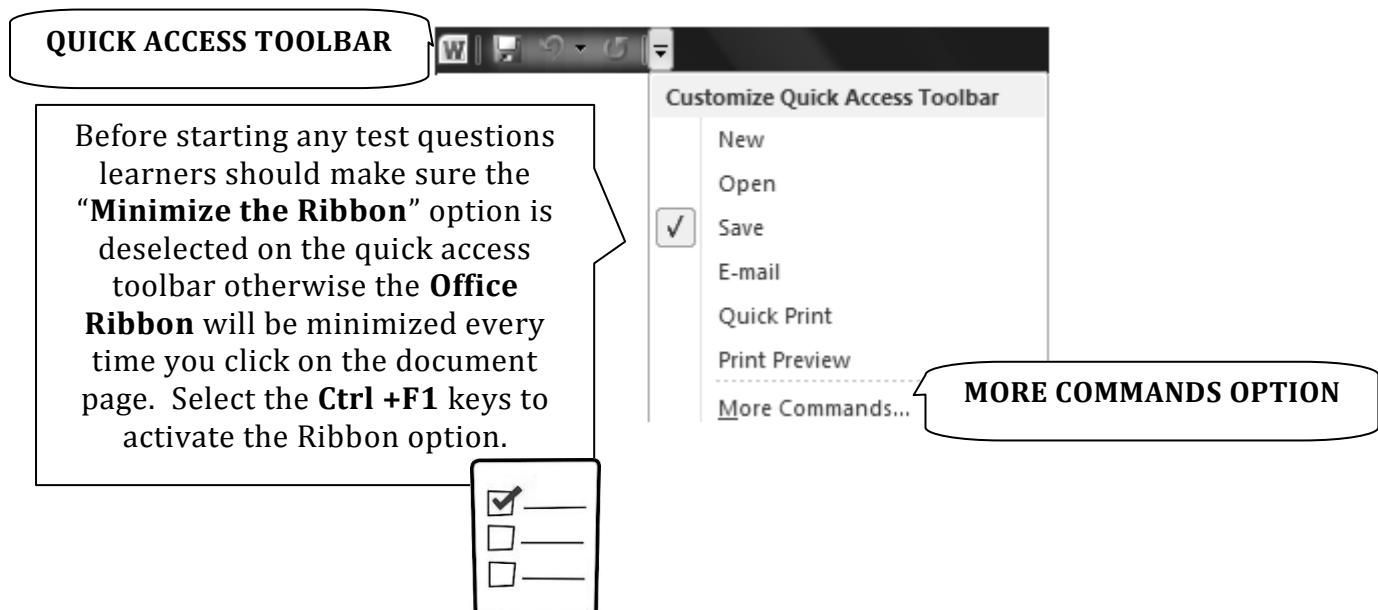 QUICK ACCESS TOOLBAR
W
Customize Quick Access Toolbar
New
Open
Save
E-mail
Quick Print
Print Preview
More Commands...
MORE COMMANDS OPTION
Before starting any test questions
learners should make sure the
“Minimize the Ribbon” option is
deselected on the quick access
toolbar otherwise the Office
Ribbon will be minimized every
time you click on the document
page. Select the Ctrl +F1 keys to
activate the Ribbon option.